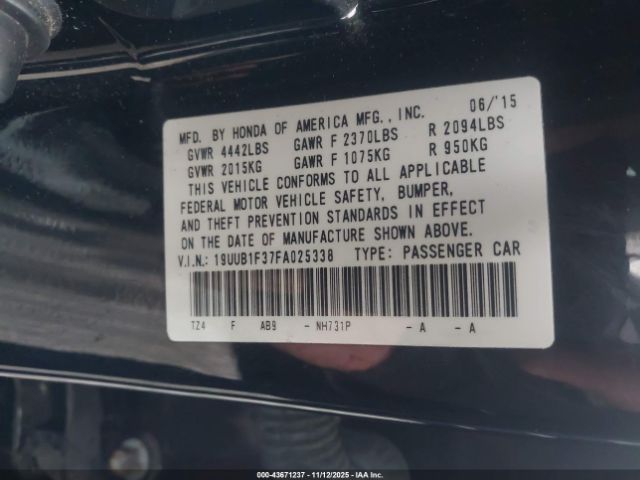 MFD. BY HONDA OF AMERICA MFG., INC. 06/'15
GVWR 4442LBS GAWR F 2370LBS R 2094LBS
GVWR 2015KG GAWR F 1075KG R 950KG
THIS VEHICLE CONFORMS TO ALL APPLICABLE
FEDERAL MOTOR VEHICLE SAFETY, BUMPER,
AND THEFT PREVENTION STANDARDS IN EFFECT
ON THE DATE OF MANUFACTURE SHOWN ABOVE.
V.I.N.: 19UUB1F37FA025338 TYPE: PASSENGER CAR
TZ4 F AB9 -NH731P -A -A
000-43671237 - 11/12/2025 - IAA Inc.